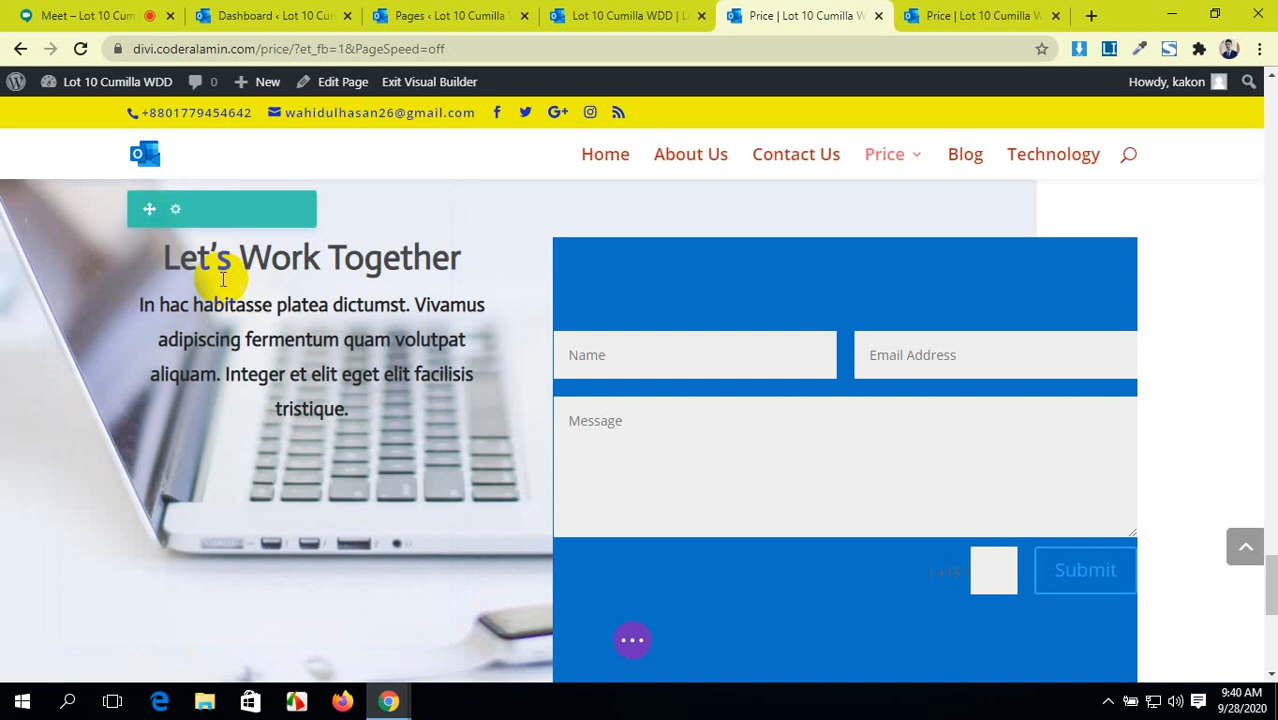 Meet – Lot 10 Cum
Dashboard ‹ Lot 10 Cu
Pages ‹ Lot 10 Cumilla W
Lot 10 Cumilla WDD | L
Price | Lot 10 Cumilla W
Price | Lot 10 Cumilla W
divi.coderalamin.com/price/?et_fb=1&PageSpeed=off
Lot 10 Cumilla WDD 0 New Edit Page Exit Visual Builder Howdy, kakon
+8801779454642 wahidulhasan26@gmail.com
Home About Us Contact Us Price Blog Technology
Let's Work Together
In hac habitasse platea dictumst. Vivamus
adipiscing fermentum quam volutpat
aliquam. Integer et elit eget elit facilisis
tristique.
Name
Email Address
Message
Submit
9:40 AM
9/28/2020